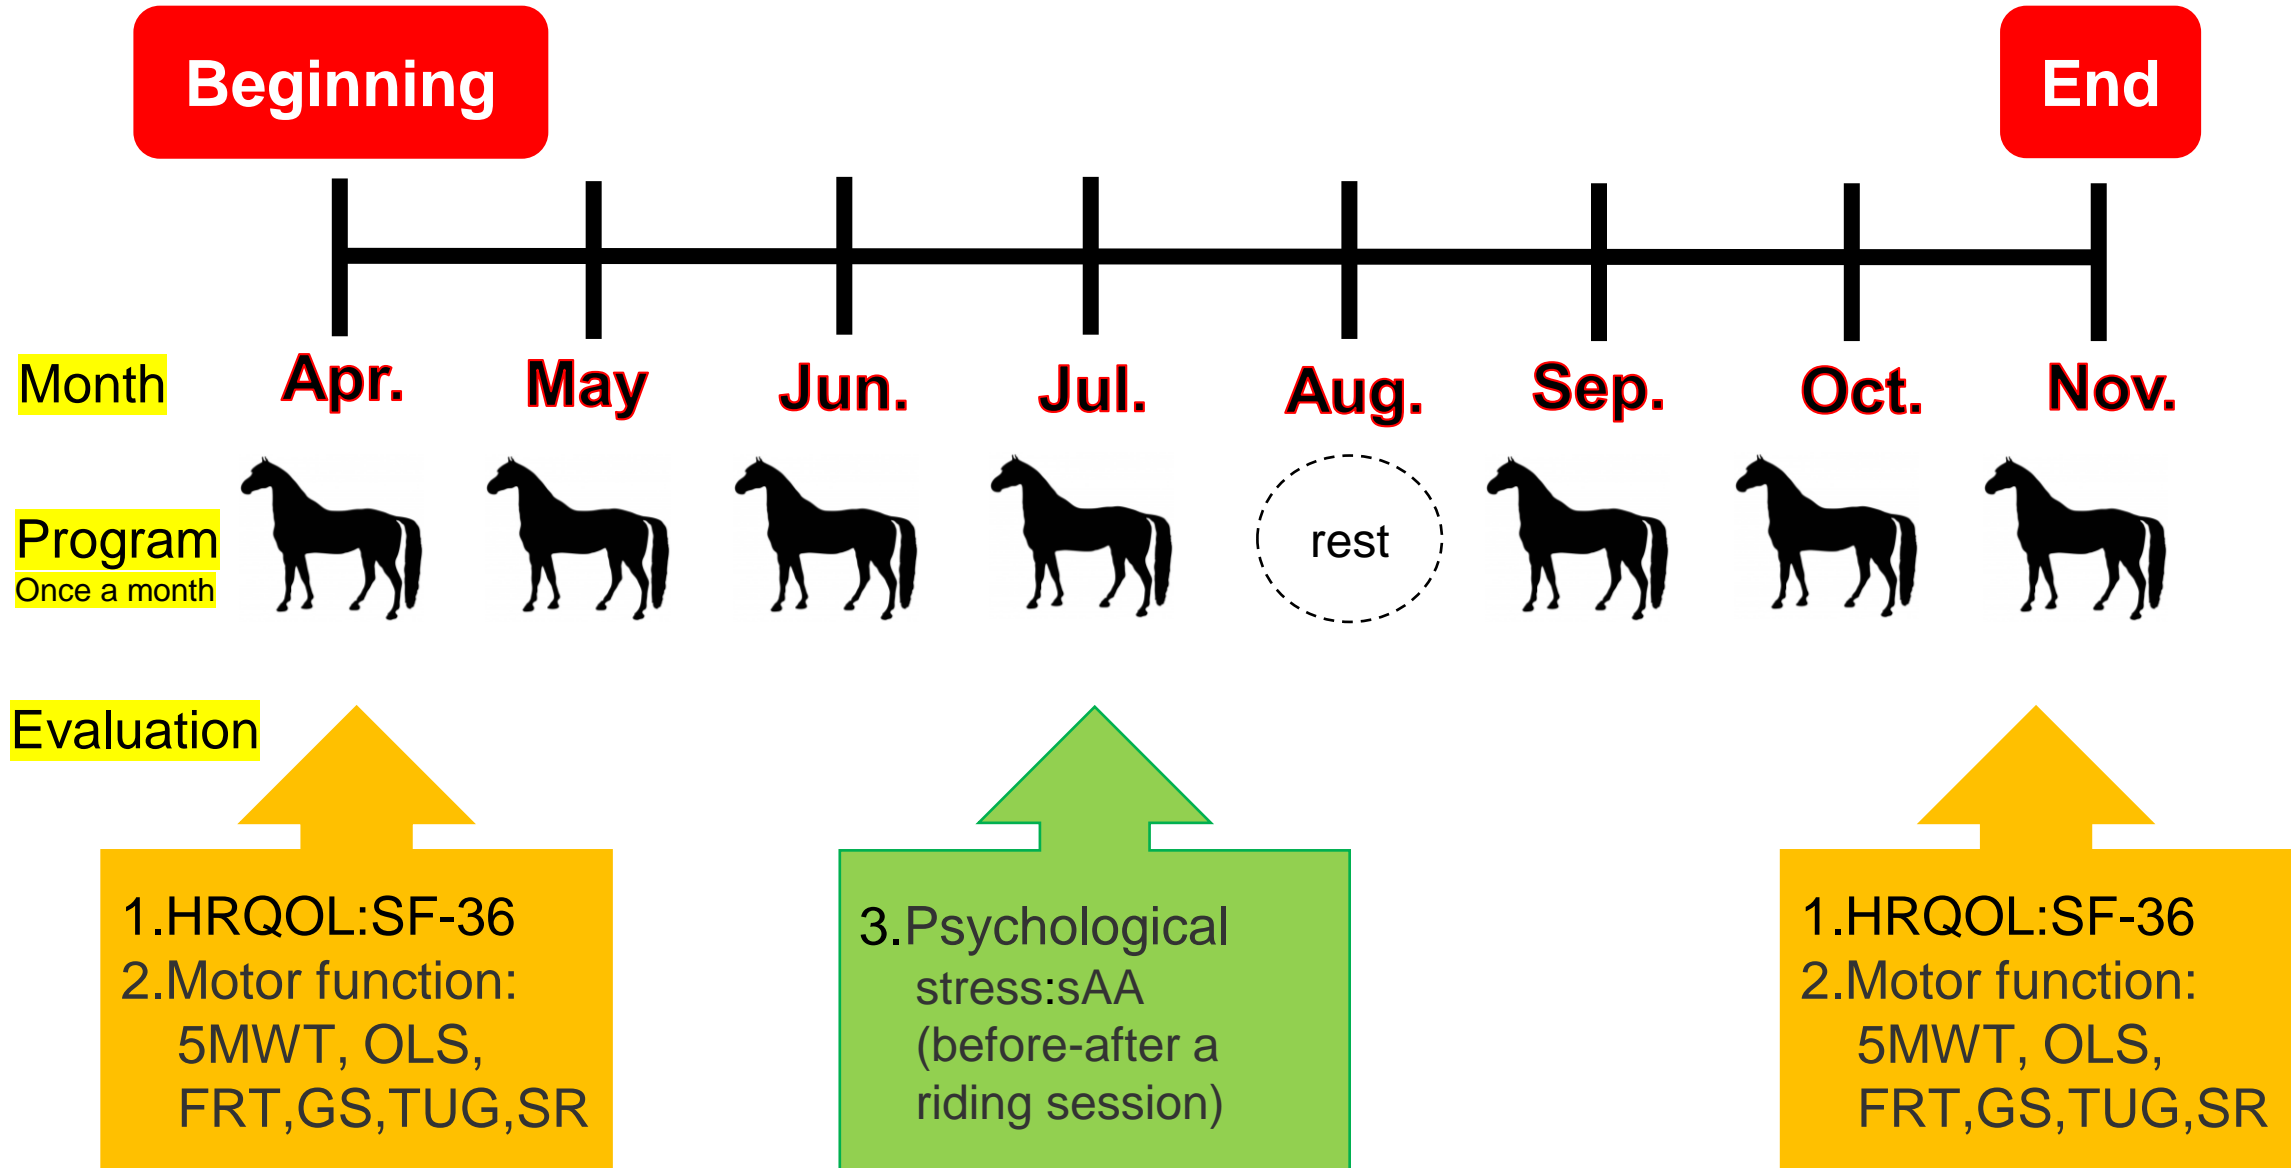 Beginning
End
Month
Apr.
May
Jun.
Jul.
Aug.
Sep.
Oct.
Nov.
Program
Once a month
rest
Evaluation
1.HRQOL:SF-36
2.Motor function:
5MWT, OLS,
FRT,GS,TUG,SR
3.Psychological
stress:sAA
(before-after a
riding session)
1.HRQOL:SF-36
2.Motor function:
5MWT, OLS,
FRT,GS,TUG,SR